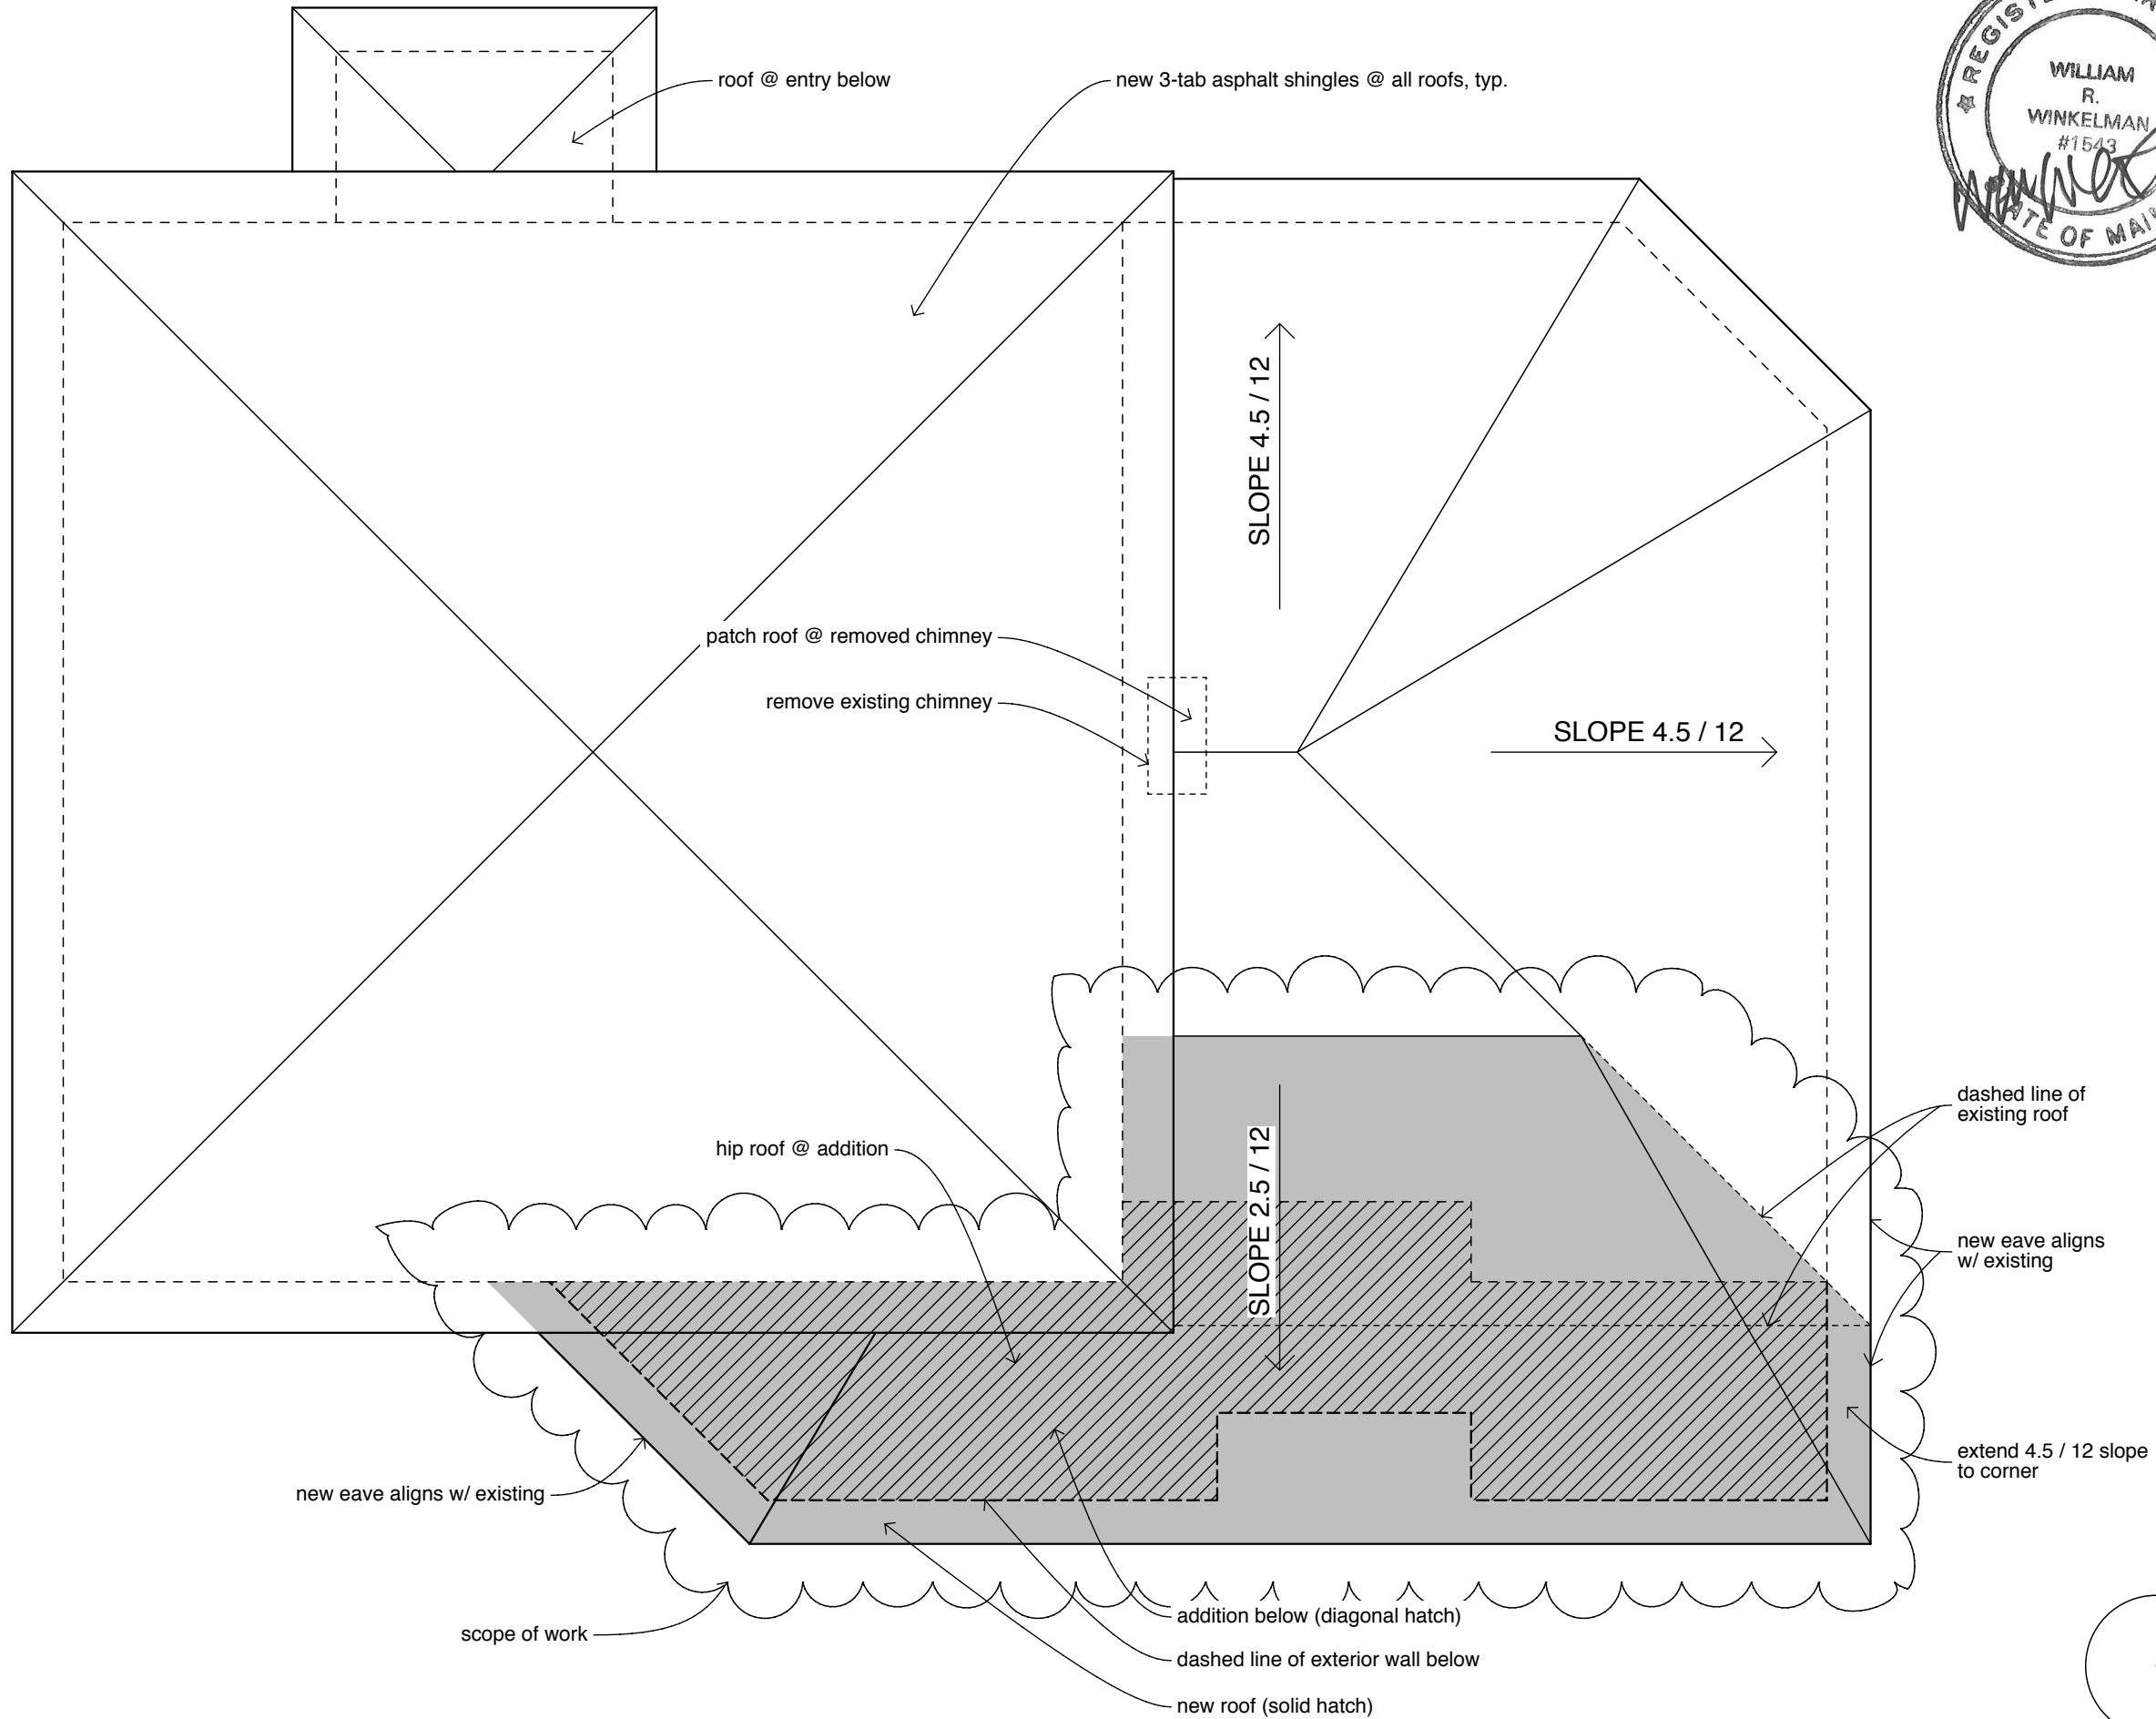 roof @ entry below
new 3-tab asphalt shingles @ all roofs, typ.
WILLIAM
R.
WINKELMAN
#1543
OF
SLOPE 4.5 / 12
patch roof @ removed chimney
remove existing chimney
SLOPE 4.5 / 12
dashed line of
existing roof
hip roof @ addition
SLOPE 2.5 / 12
new eave aligns
w/ existing
extend 4.5 / 12 slope
to corner
new eave aligns w/ existing
addition below (diagonal hatch)
scope of work
dashed line of exterior wall below
new roof (solid hatch)